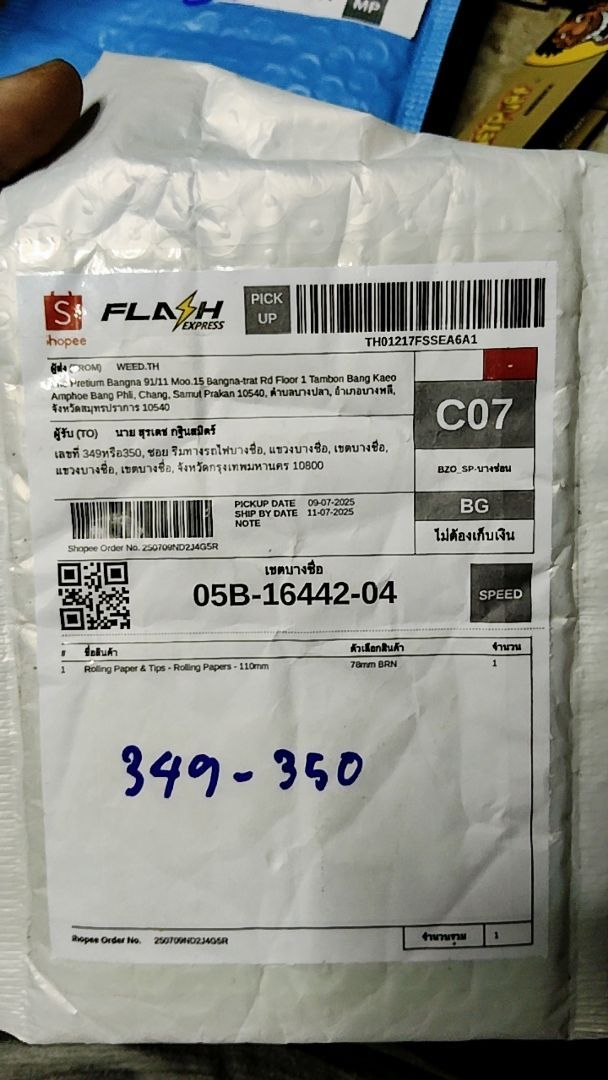 MP
Shopee
FLASH EXPRESS
PICK UP
TH01217FSSEA6A1
ผู้ส่ง (FROM) WEED.TH
Pretium Bangna 91/11 Moo.15 Bangna-trat Rd Floor 1 Tambon Bang Kaeo
Amphoe Bang Phli, Chang, Samut Prakan 10540, ตำบลบางปลา, อำเภอบางพลี,
จังหวัดสมุทรปราการ 10540
-
C07
ผู้รับ (TO) นาย สุรเดช กฐินสมิตร์
เลขที่ 349หรือ350, ซอย ริมทางรถไฟบางซื่อ, แขวงบางซื่อ, เขตบางซื่อ,
แขวงบางซื่อ, เขตบางซื่อ, จังหวัดกรุงเทพมหานคร 10800
BZO_SP-บางซ่อน
BG
ไม่ต้องเก็บเงิน
PICKUP DATE 09-07-2025
SHIP BY DATE 11-07-2025
NOTE
Shopee Order No. 250709ND2J4G5R
เขตบางซื่อ
05B-16442-04
SPEED
# ชื่อสินค้า ตัวเลือกสินค้า จำนวน
1 Rolling Paper & Tips - Rolling Papers - 110mm 78mm BRN 1
349-350
Shopee Order No. 250709ND2J4G5R
จำนวนรวม 1